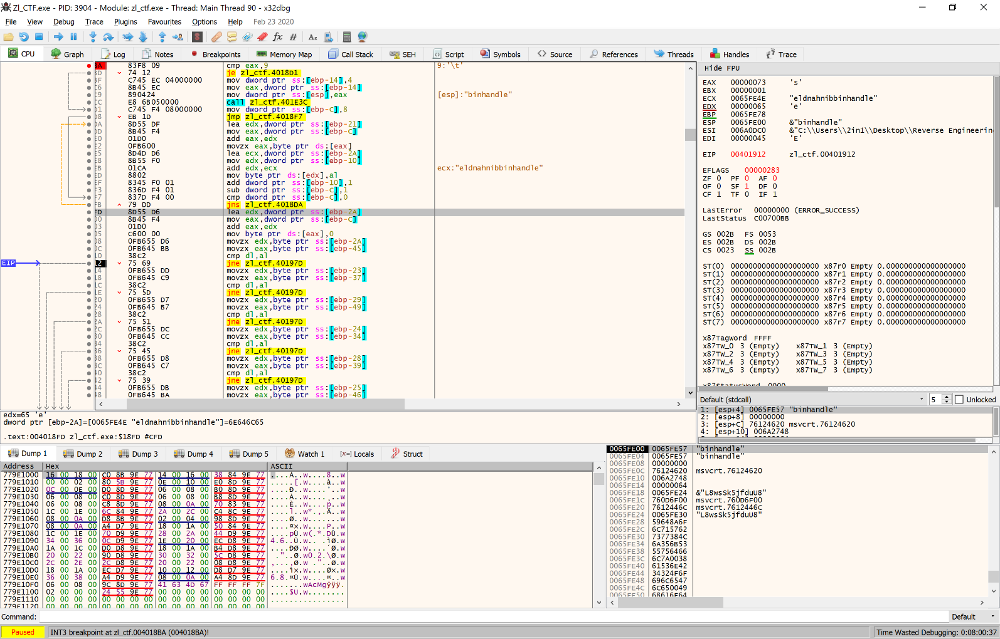 Zl_CTF.exe - PID: 3904 - Module: zl_ctf.exe - Thread: Main Thread 90 - x32dbg
File View Debug Trace Plugins Favourites Options Help Feb 23 2020
CPU Graph Log Notes Breakpoints Memory Map Call Stack SEH Script Symbols Source References Threads Handles Trace
83F8 09 cmp eax,9 9:'\t'
74 12 je zl_ctf.4018D1
C745 EC 04000000 mov dword ptr ss:[ebp-14],4
8B45 EC mov eax,dword ptr ss:[ebp-14]
890424 mov dword ptr ss:[esp],eax [esp]:"binhandle"
E8 6B050000 call zl_ctf.401E3C
C745 F4 08000000 mov dword ptr ss:[ebp-C],8
EB 1D jmp zl_ctf.4018F7
8D55 DF lea edx,dword ptr ss:[ebp-21]
8B45 F4 mov eax,dword ptr ss:[ebp-C]
01D0 add eax,edx
0FB600 movzx eax,byte ptr ds:[eax]
8D4D D6 lea ecx,dword ptr ss:[ebp-2A]
8B55 F0 mov edx,dword ptr ss:[ebp-10]
01CA add edx,ecx ecx:"eldnahnibbinhandle"
8802 mov byte ptr ds:[edx],al
8345 F0 01 add dword ptr ss:[ebp-10],1
836D F4 01 sub dword ptr ss:[ebp-C],1
837D F4 00 cmp dword ptr ss:[ebp-C],0
79 DD jns zl_ctf.4018DA
8D55 D6 lea edx,dword ptr ss:[ebp-2A]
8B45 F4 mov eax,dword ptr ss:[ebp-C]
01D0 add eax,edx
C600 00 mov byte ptr ds:[eax],0
0FB655 D6 movzx edx,byte ptr ss:[ebp-2A]
0FB645 BB movzx eax,byte ptr ss:[ebp-45]
38C2 cmp dl,al
EIP 75 69 jne zl_ctf.40197D
0FB655 DD movzx edx,byte ptr ss:[ebp-23]
0FB645 C9 movzx eax,byte ptr ss:[ebp-37]
38C2 cmp dl,al
75 5D jne zl_ctf.40197D
0FB655 D7 movzx edx,byte ptr ss:[ebp-29]
0FB645 B7 movzx eax,byte ptr ss:[ebp-49]
38C2 cmp dl,al
75 51 jne zl_ctf.40197D
0FB655 DC movzx edx,byte ptr ss:[ebp-24]
0FB645 CC movzx eax,byte ptr ss:[ebp-34]
38C2 cmp dl,al
75 45 jne zl_ctf.40197D
0FB655 D8 movzx edx,byte ptr ss:[ebp-28]
0FB645 C7 movzx eax,byte ptr ss:[ebp-39]
38C2 cmp dl,al
75 39 jne zl_ctf.40197D
0FB655 DB movzx edx,byte ptr ss:[ebp-25]
0FB645 BA movzx eax,byte ptr ss:[ebp-46]
Hide FPU
EAX 00000073 's'
EBX 00000001
ECX 0065FE4E "eldnahnibbinhandle"
EDX 00000065 'e'
EBP 0065FE78
ESP 0065FE00 &"binhandle"
ESI 006A0DC0 &"C:\\Users\\2in1\\Desktop\\Reverse Engineerin
EDI 00000045 'E'
EIP 00401912 zl_ctf.00401912
EFLAGS 00000283
ZF 0 PF 0 AF 0
OF 0 SF 1 DF 0
CF 1 TF 0 IF 1
LastError 00000000 (ERROR_SUCCESS)
LastStatus C00700BB
GS 002B FS 0053
ES 002B DS 002B
CS 0023 SS 002B
ST(0) 00000000000000000000 x87r0 Empty 0.000000000000000000
ST(1) 00000000000000000000 x87r1 Empty 0.000000000000000000
ST(2) 00000000000000000000 x87r2 Empty 0.000000000000000000
ST(3) 00000000000000000000 x87r3 Empty 0.000000000000000000
ST(4) 00000000000000000000 x87r4 Empty 0.000000000000000000
ST(5) 00000000000000000000 x87r5 Empty 0.000000000000000000
ST(6) 00000000000000000000 x87r6 Empty 0.000000000000000000
ST(7) 00000000000000000000 x87r7 Empty 0.000000000000000000
x87TagWord FFFF
x87TW_0 3 (Empty) x87TW_1 3 (Empty)
x87TW_2 3 (Empty) x87TW_3 3 (Empty)
x87TW_4 3 (Empty) x87TW_5 3 (Empty)
x87TW_6 3 (Empty) x87TW_7 3 (Empty)
x87StatusWord 0000
Default (stdcall) 5 Unlocked
1: [esp+4] 0065FE57 "binhandle"
2: [esp+8] 00000000
3: [esp+C] 76124620 msvcrt.76124620
4: [esp+10] 006A2748
edx=65 'e'
dword ptr [ebp-2A]=[0065FE4E "eldnahnibbinhandle"]=6E646C65
.text:004018FD zl_ctf.exe:$18FD #CFD
Dump 1 Dump 2 Dump 3 Dump 4 Dump 5 Watch 1 Locals Struct
Address Hex ASCII
779E1000 16 00 18 00 C0 8B 9E 77 14 00 16 00 38 84 9E 77
779E1010 00 00 02 00 80 5B 9E 77 0E 00 10 00 E0 8D 9E 77
779E1020 0C 00 0E 00 D0 8D 9E 77 06 00 08 00 B0 8D 9E 77
779E1030 06 00 08 00 C0 8D 9E 77 06 00 08 00 B8 8D 9E 77
779E1040 06 00 08 00 C8 8D 9E 77 08 00 0A 00 70 83 9E 77
779E1050 1C 00 1E 00 6C 84 9E 77 2A 00 2C 00 C4 8C 9E 77
779E1060 08 00 0A 00 D8 8B 9E 77 02 00 04 00 98 8D 9E 77
779E1070 08 00 0A 00 A4 D7 9E 77 18 00 1A 00 50 84 9E 77
779E1080 1C 00 1E 00 70 D9 9E 77 28 00 2A 00 44 D9 9E 77
779E1090 34 00 36 00 0C D9 9E 77 1E 00 20 00 EC D8 9E 77
779E10A0 1A 00 1C 00 D0 D8 9E 77 18 00 1A 00 B4 D8 9E 77
779E10B0 20 00 22 00 90 D8 9E 77 30 00 32 00 5C D8 9E 77
779E10C0 2C 00 2E 00 2C D8 9E 77 20 00 22 00 08 D8 9E 77
779E10D0 18 00 1A 00 EC D7 9E 77 10 00 12 00 D8 D7 9E 77
779E10E0 36 00 38 00 A4 D9 9E 77 08 00 0A 00 A4 8D 9E 77
779E10F0 06 00 08 00 9C 8D 9E 77 41 63 4D 67 FF FF FF 7F
779E1100 02 00 00 00 24 55 9E 77 00 00 00 00 00 00 00 00
779E1110 00 00 00 00 00 00 00 00 00 00 00 00 00 00 00 00
779E1120 00 00 00 00 00 00 00 00 00 00 00 00 00 00 00 00
0065FE00 0065FE57 "binhandle"
0065FE04 0065FE57 "binhandle"
0065FE08 00000000
0065FE0C 76124620 msvcrt.76124620
0065FE10 006A2748
0065FE14 00000064
0065FE18 0065FE24 &"L8wsSk5jfduU8"
0065FE1C 760D6F00 msvcrt.760D6F00
0065FE20 7612446C msvcrt.7612446C
0065FE24 0065FE30 "L8wsSk5jfduU8"
0065FE28 59648A6F
0065FE2C 6C715762
0065FE30 7377384C
0065FE34 6A356B53
0065FE38 55756466
0065FE3C 6C7A0038
0065FE40 61536E42
0065FE44 34324F6F
0065FE48 696C6547
0065FE4C 6C650049
0065FE50 68616E64
Command: Default
Paused INT3 breakpoint at zl_ctf.004018BA (004018BA)! Time Wasted Debugging: 0:08:00:37